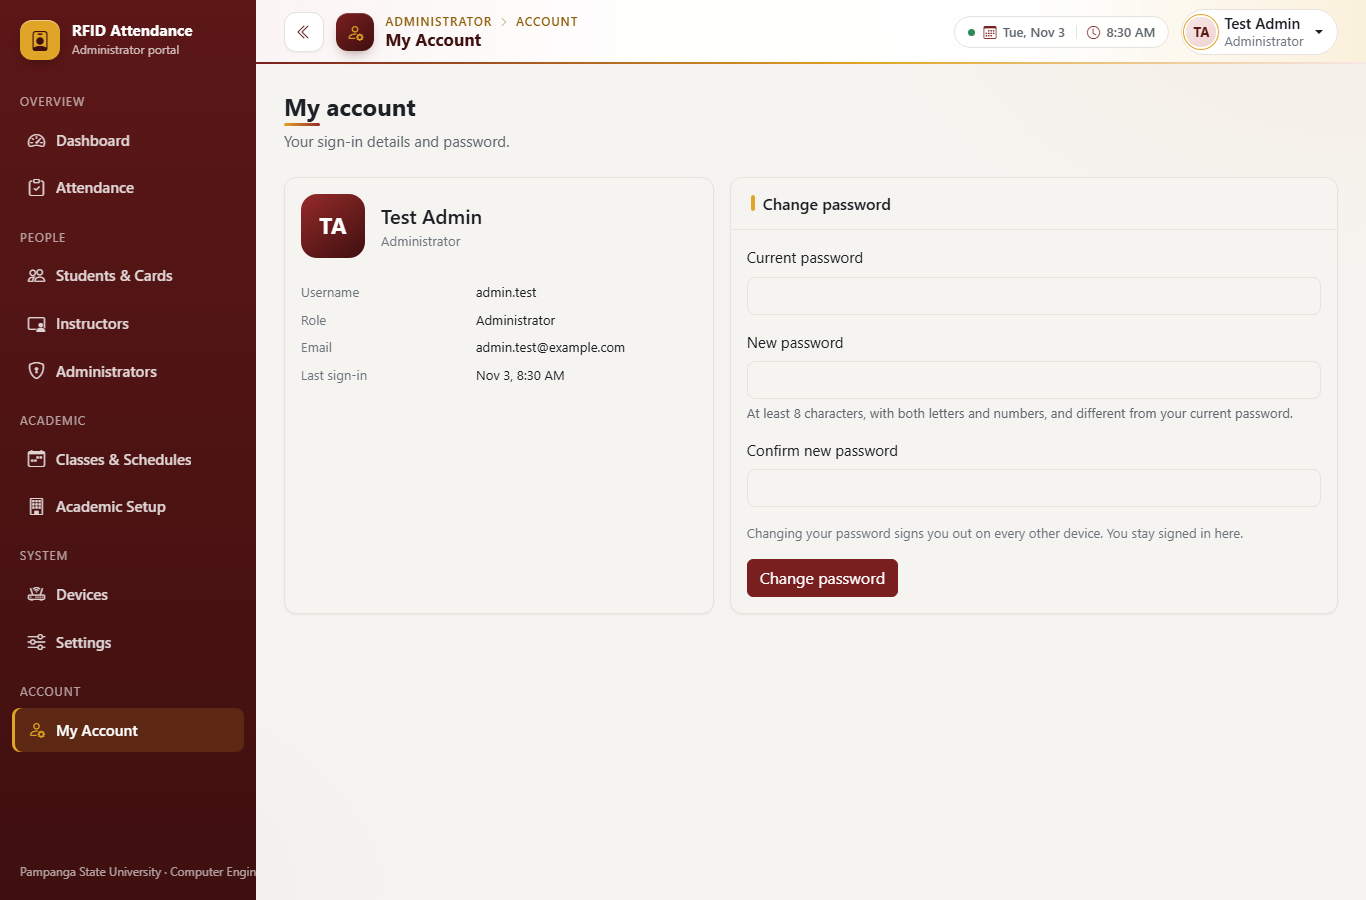 RFID Attendance
Administrator portal
OVERVIEW
Dashboard
Attendance
PEOPLE
Students & Cards
Instructors
Administrators
ACADEMIC
Classes & Schedules
Academic Setup
SYSTEM
Devices
Settings
ACCOUNT
My Account
Pampanga State University · Computer Engin
ADMINISTRATOR > ACCOUNT
My Account
Tue, Nov 3
8:30 AM
TA
Test Admin
Administrator
My account
Your sign-in details and password.
TA
Test Admin
Administrator
Username admin.test
Role Administrator
Email admin.test@example.com
Last sign-in Nov 3, 8:30 AM
Change password
Current password
New password
At least 8 characters, with both letters and numbers, and different from your current password.
Confirm new password
Changing your password signs you out on every other device. You stay signed in here.
Change password